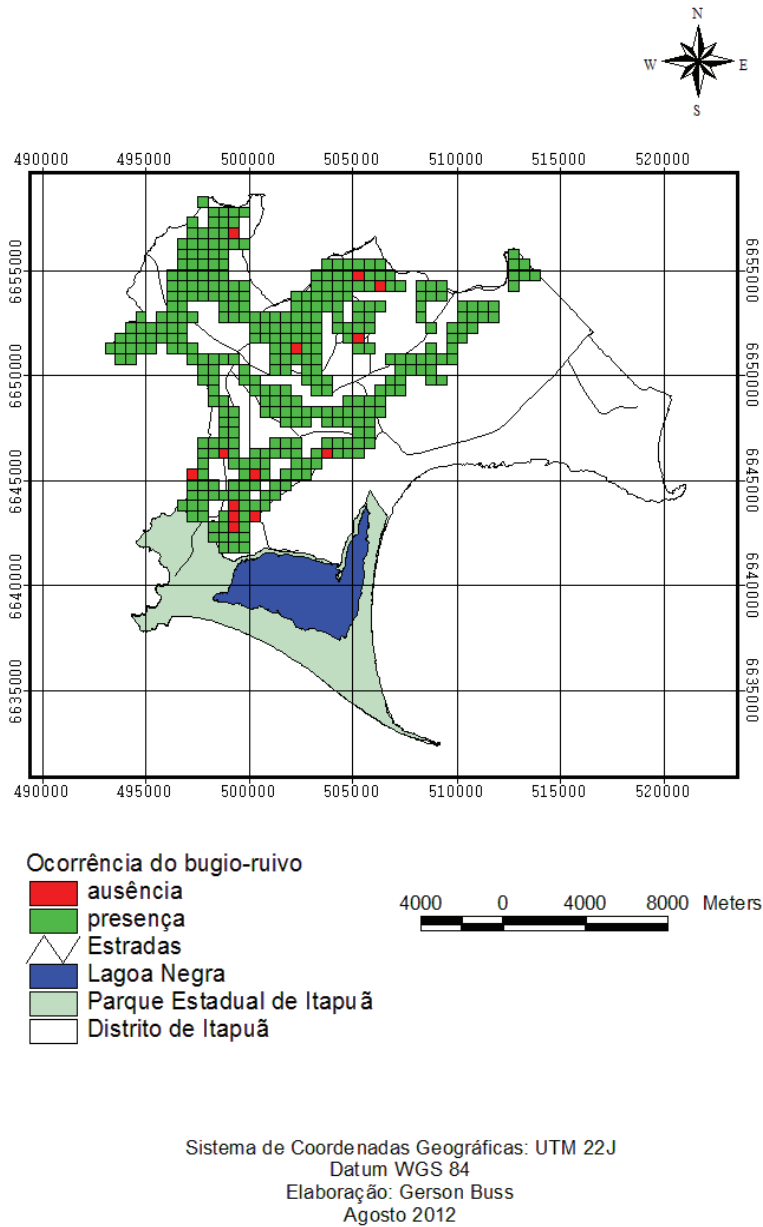 N
W E
S
490000 495000 500000 505000 510000 515000 520000
6655000 6655000
6650000 6650000
6645000 6645000
6640000 6640000
6635000 6635000
490000 495000 500000 505000 510000 515000 520000
Ocorrência do bugio-ruivo
ausência
presença
Estradas
Lagoa Negra
Parque Estadual de Itapuã
Distrito de Itapuã
4000 0 4000 8000 Meters
Sistema de Coordenadas Geográficas: UTM 22J
Datum WGS 84
Elaboração: Gerson Buss
Agosto 2012